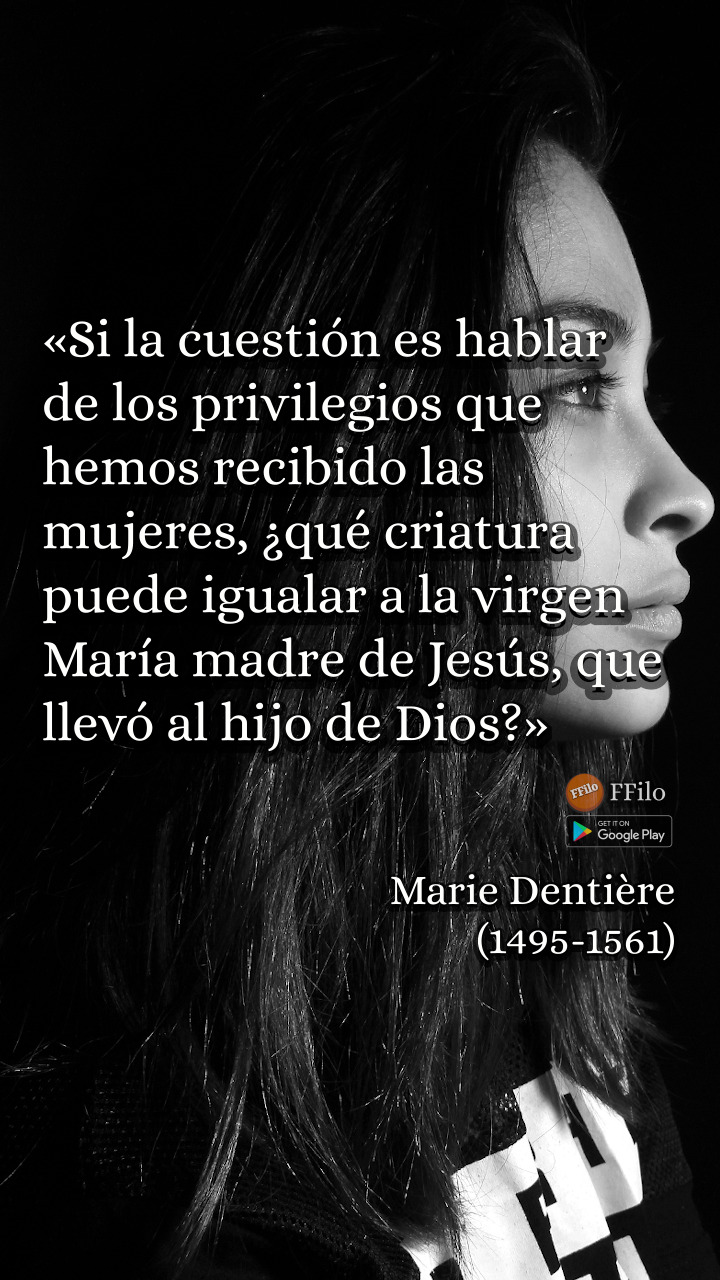 «Si la cuestión es hablar
de los privilegios que
hemos recibido las
mujeres, ¿qué criatura
puede igualar a la virgen
María madre de Jesús, que
llevó al hijo de Dios?»
FFilo FFilo
GET IT ON
Google Play
Marie Dentière
(1495-1561)